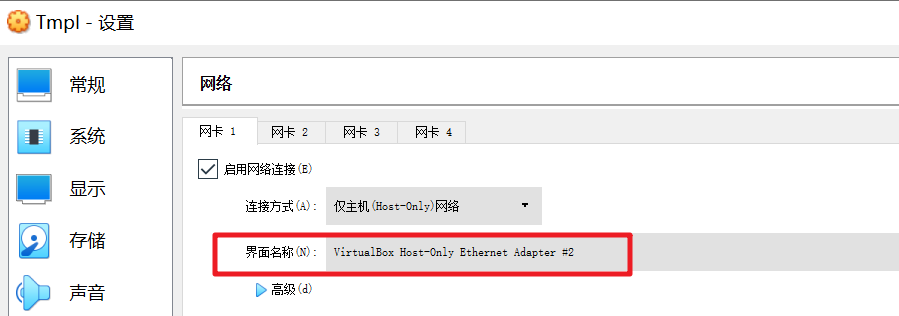 Tmpl - 设置
常规
系统
显示
存储
声音
网络
网卡 1 网卡 2 网卡 3 网卡 4
启用网络连接(E)
连接方式(A): 仅主机(Host-Only)网络
界面名称(N): VirtualBox Host-Only Ethernet Adapter #2
高级(d)